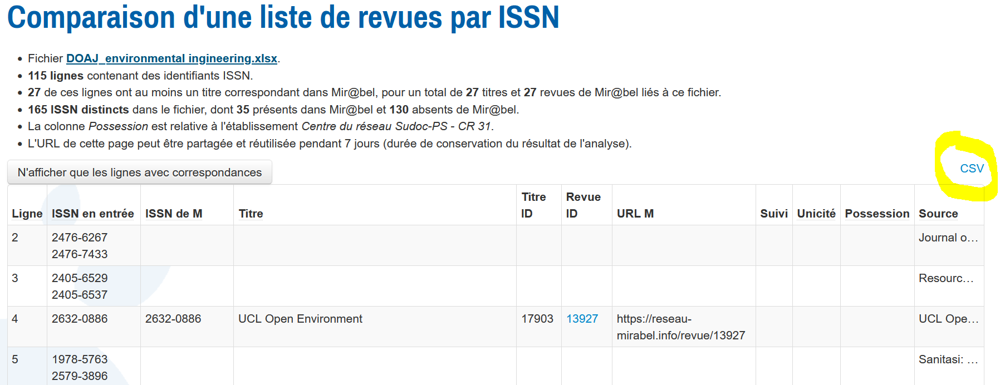 Comparaison d'une liste de revues par ISSN
Fichier DOAJ_environmental ingineering.xlsx.
115 lignes contenant des identifiants ISSN.
27 de ces lignes ont au moins un titre correspondant dans Mir@bel, pour un total de 27 titres et 27 revues de Mir@bel liés à ce fichier.
165 ISSN distincts dans le fichier, dont 35 présents dans Mir@bel et 130 absents de Mir@bel.
La colonne Possession est relative à l'établissement Centre du réseau Sudoc-PS - CR 31.
L'URL de cette page peut être partagée et réutilisée pendant 7 jours (durée de conservation du résultat de l'analyse).
N'afficher que les lignes avec correspondances
CSV
Ligne ISSN en entrée ISSN de M Titre Titre ID Revue ID URL M Suivi Unicité Possession Source
2 2476-6267 Journal o…
2476-7433
3 2405-6529 Resourc…
2405-6537
4 2632-0886 2632-0886 UCL Open Environment 17903 13927 https://reseau- UCL Ope…
mirabel.info/revue/13927
5 1978-5763 Sanitasi: …
2579-3896